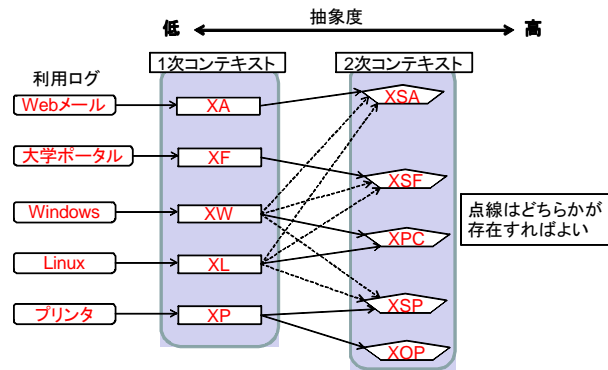 抽象度
低
高
1次コンテキスト
2次コンテキスト
利用ログ
Webメール
XA
XSA
大学ポータル
XF
XSF
Windows
XW
XPC
点線はどちらかが
存在すればよい
Linux
XL
プリンタ
XP
XSP
XOP